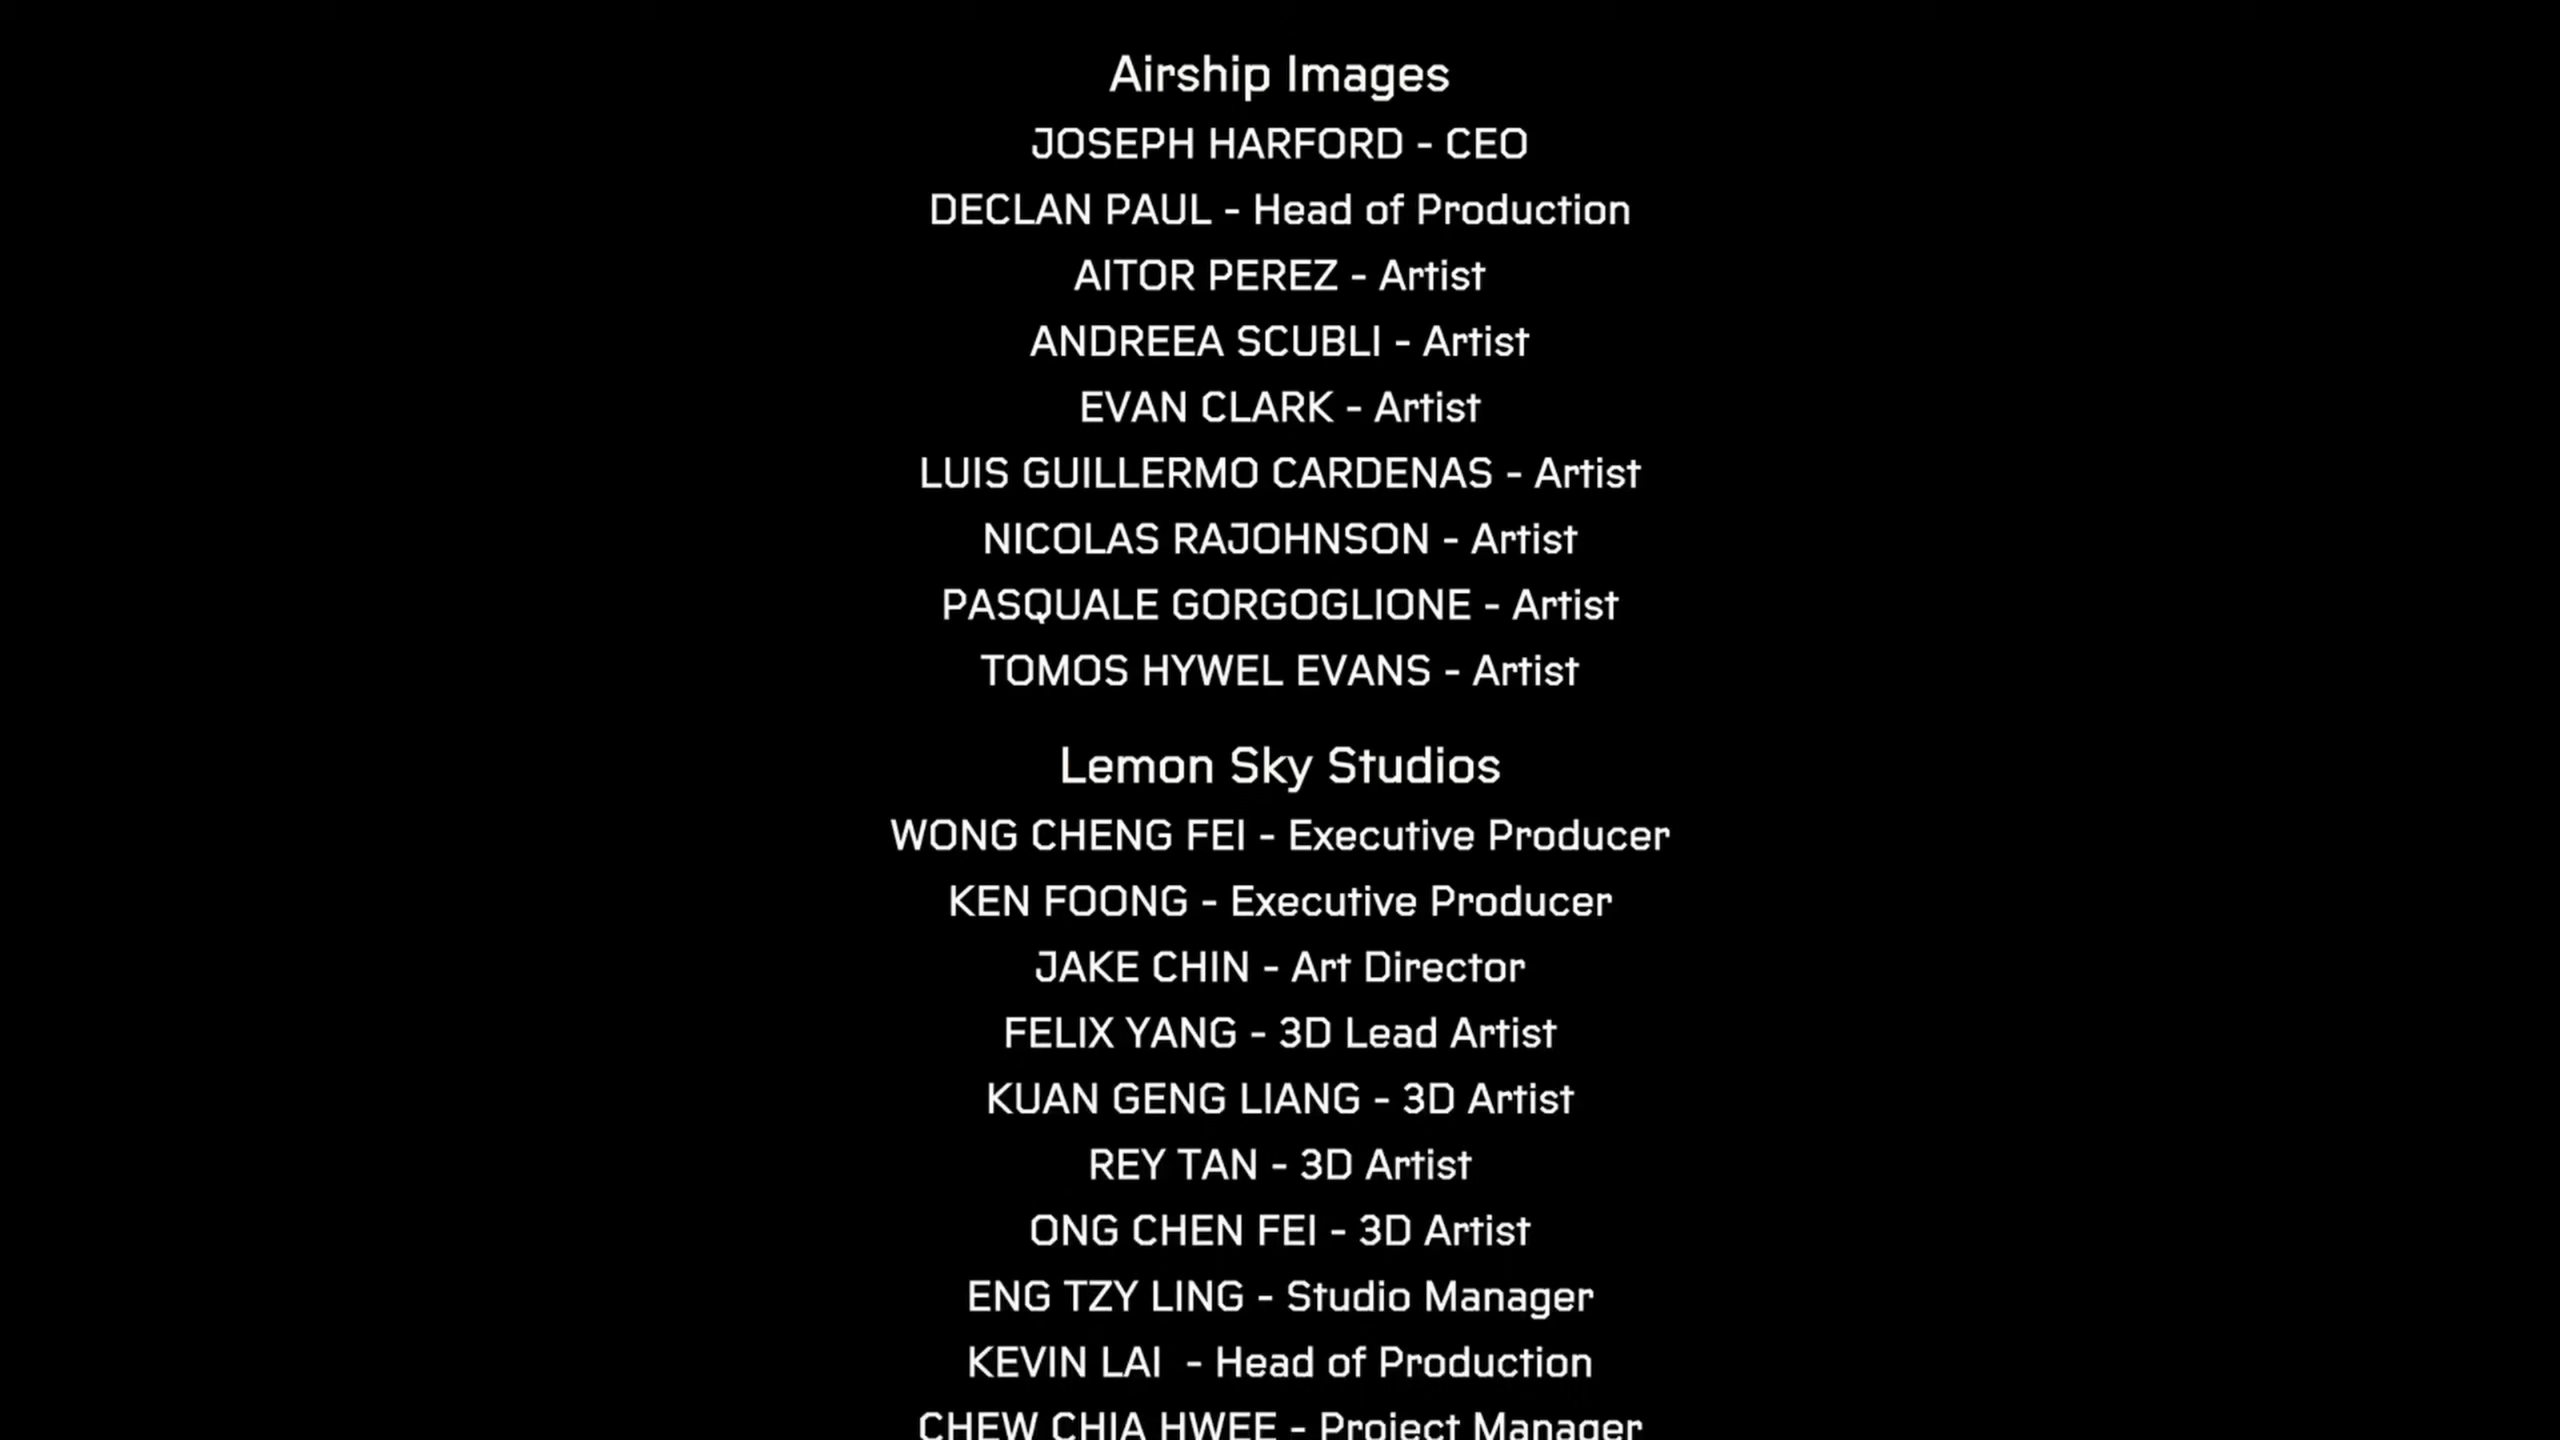 Airship Images
JOSEPH HARFORD - CEO
DECLAN PAUL - Head of Production
AITOR PEREZ - Artist
ANDREEA SCUBLI - Artist
EVAN CLARK - Artist
LUIS GUILLERMO CARDENAS - Artist
NICOLAS RAJOHNSON - Artist
PASQUALE GORGOGLIONE - Artist
TOMOS HYWEL EVANS - Artist
Lemon Sky Studios
WONG CHENG FEI - Executive Producer
KEN FOONG - Executive Producer
JAKE CHIN - Art Director
FELIX YANG - 3D Lead Artist
KUAN GENG LIANG - 3D Artist
REY TAN - 3D Artist
ONG CHEN FEI - 3D Artist
ENG TZY LING - Studio Manager
KEVIN LAI  - Head of Production
CHEW CHIA HWEE - Project Manager